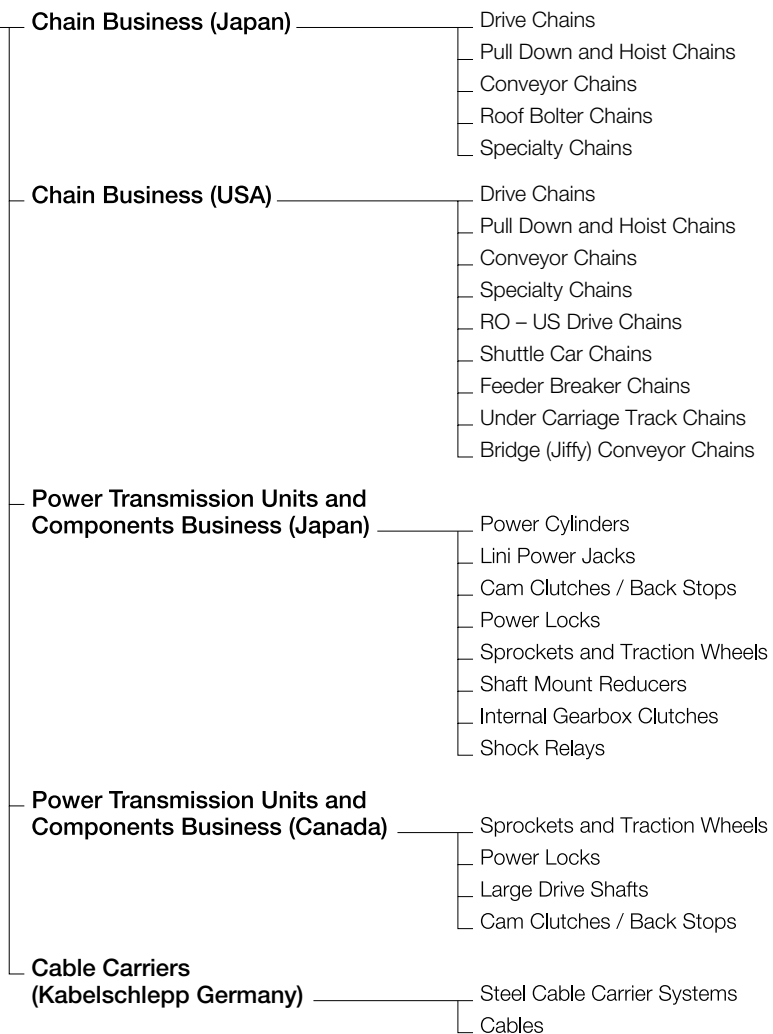 Chain Business (Japan)
Drive Chains
Pull Down and Hoist Chains
Conveyor Chains
Roof Bolter Chains
Specialty Chains
Chain Business (USA)
Drive Chains
Pull Down and Hoist Chains
Conveyor Chains
Specialty Chains
RO – US Drive Chains
Shuttle Car Chains
Feeder Breaker Chains
Under Carriage Track Chains
Bridge (Jiffy) Conveyor Chains
Power Transmission Units and
Components Business (Japan)
Power Cylinders
Lini Power Jacks
Cam Clutches / Back Stops
Power Locks
Sprockets and Traction Wheels
Shaft Mount Reducers
Internal Gearbox Clutches
Shock Relays
Power Transmission Units and
Components Business (Canada)
Sprockets and Traction Wheels
Power Locks
Large Drive Shafts
Cam Clutches / Back Stops
Cable Carriers
(Kabelschlepp Germany)
Steel Cable Carrier Systems
Cables